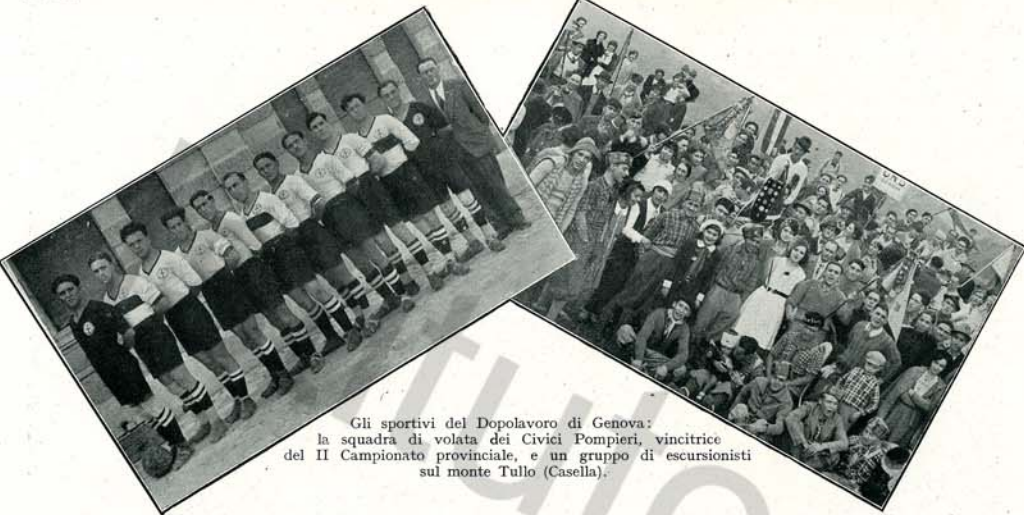 Gli sportivi del Dopolavoro di Genova:
la squadra di volata dei Civici Pompieri, vincitrice
del II Campionato provinciale, e un gruppo di escursionisti
sul monte Tullo (Casella).